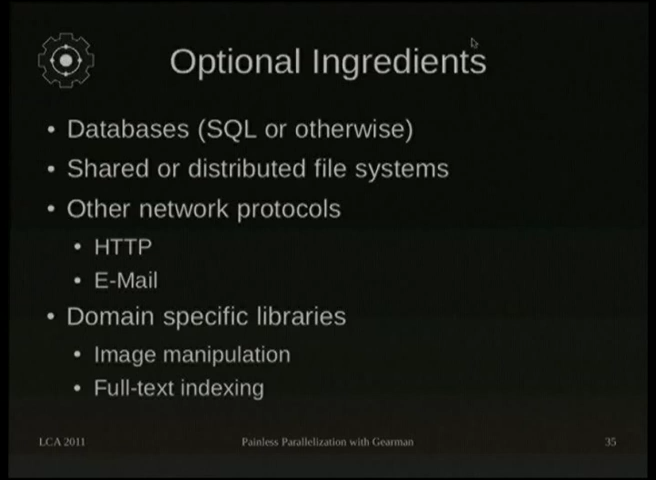 Optional Ingredients
• Databases (SQL or otherwise)
• Shared or distributed file systems
• Other network protocols
• HTTP
• E-Mail
• Domain specific libraries
• Image manipulation
• Full-text indexing
LCA 2011 Painless Parallelization with Gearman 35